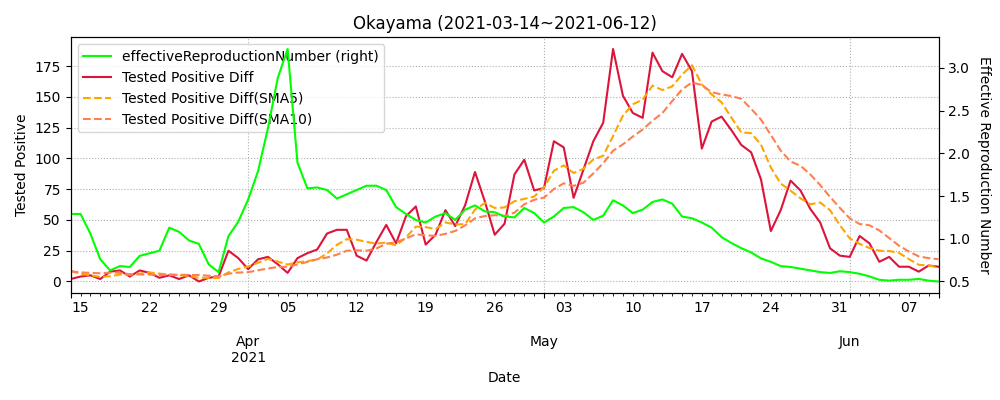 Okayama (2021-03-14~2021-06-12)
effectiveReproductionNumber (right)
Tested Positive Diff
Tested Positive Diff(SMA5)
Tested Positive Diff(SMA10)
Tested Positive
175
150
125
100
75
50
25
0
3.0
2.5
2.0
1.5
1.0
0.5
Effective Reproduction Number
15 22 29 05 12 19 26 03 10 17 24 31 07
Apr May Jun
2021
Date